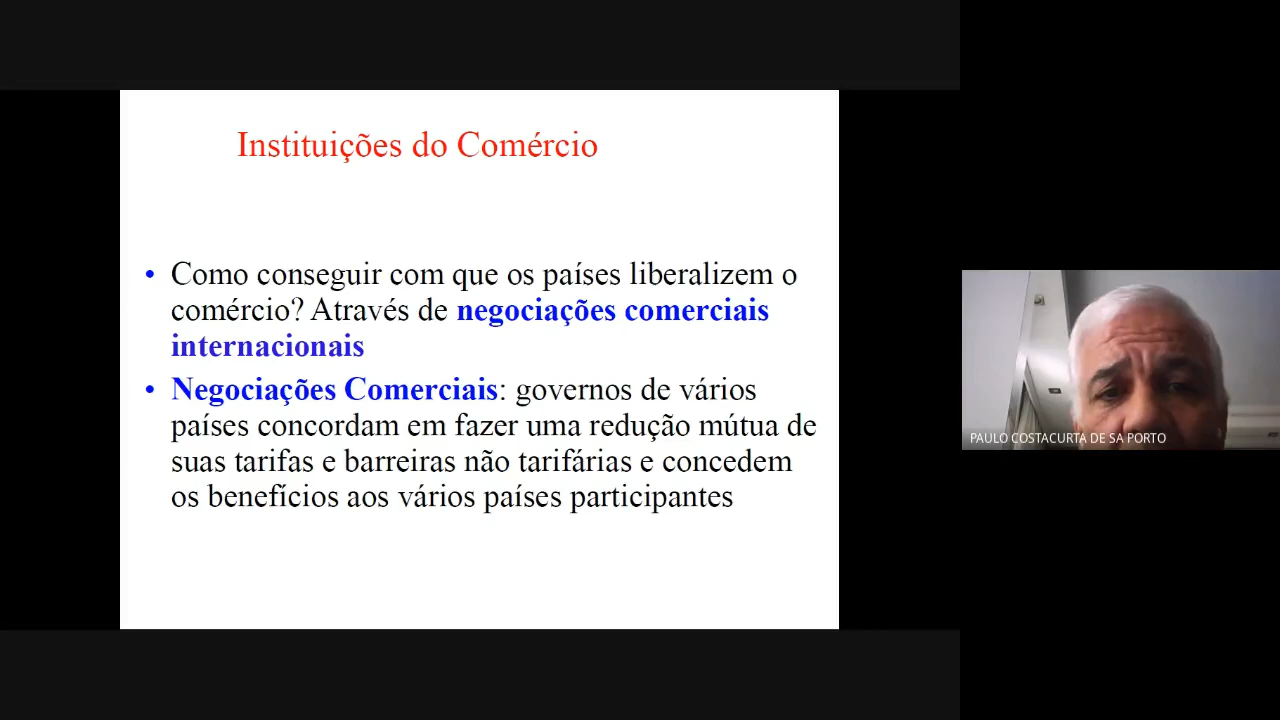 Instituições do Comércio
• Como conseguir com que os países liberalizem o
comércio? Através de negociações comerciais
internacionais
• Negociações Comerciais: governos de vários
países concordam em fazer uma redução mútua de
suas tarifas e barreiras não tarifárias e concedem
os benefícios aos vários países participantes
PAULO COSTACURTA DE SA PORTO